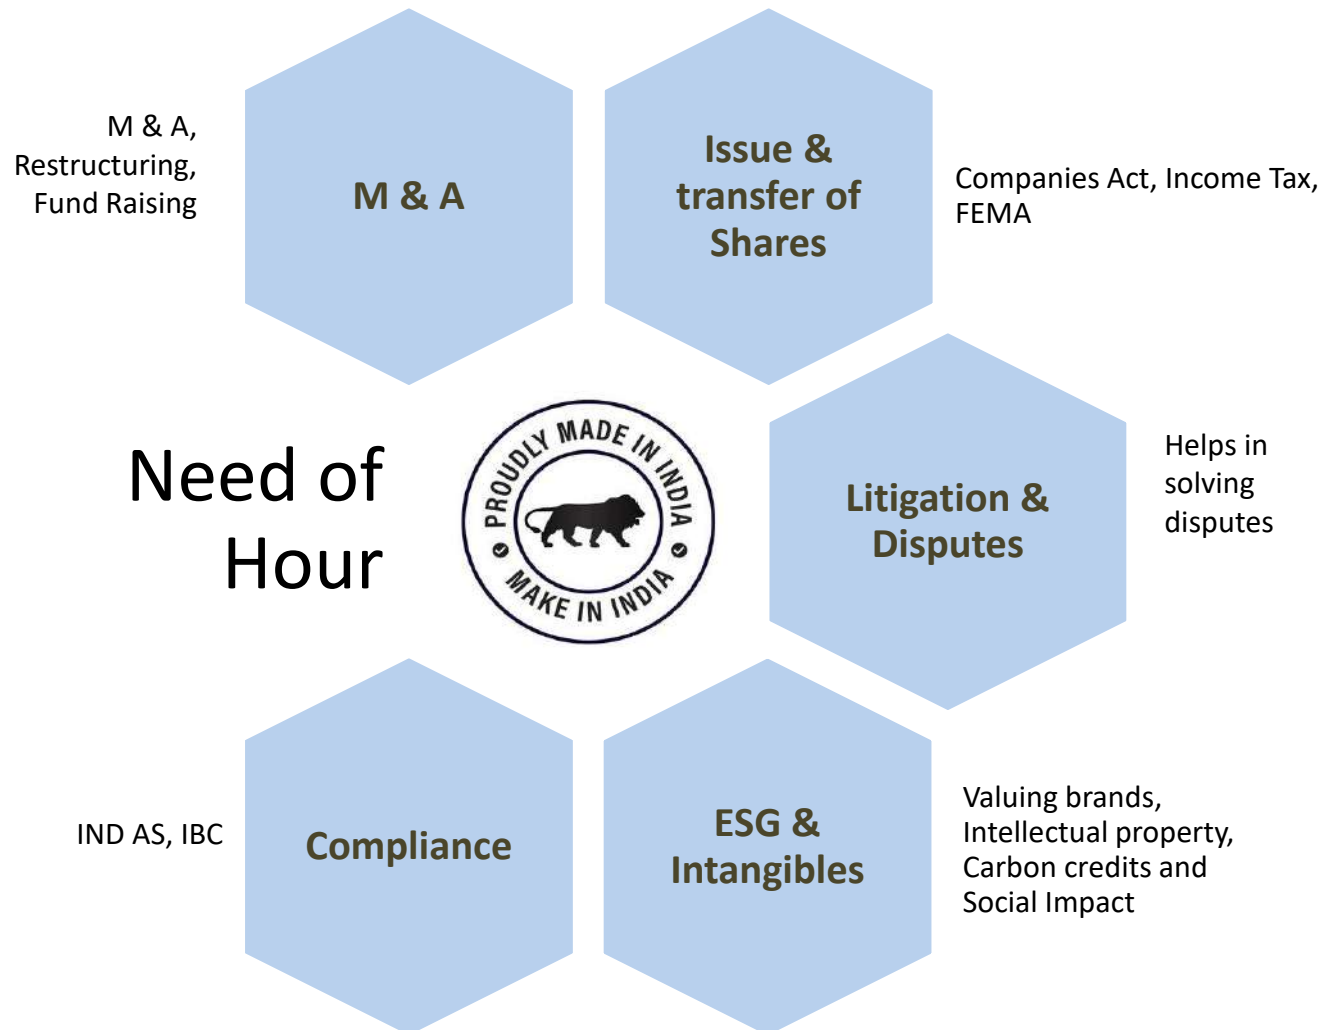 M & A,
Restructuring,
Fund Raising
M & A
Issue &
transfer of
Shares
Companies Act, Income Tax,
FEMA
Need of
Hour
PROUDLY MADE IN INDIA
MAKE IN INDIA
Litigation &
Disputes
Helps in
solving
disputes
IND AS, IBC
Compliance
ESG &
Intangibles
Valuing brands,
Intellectual property,
Carbon credits and
Social Impact